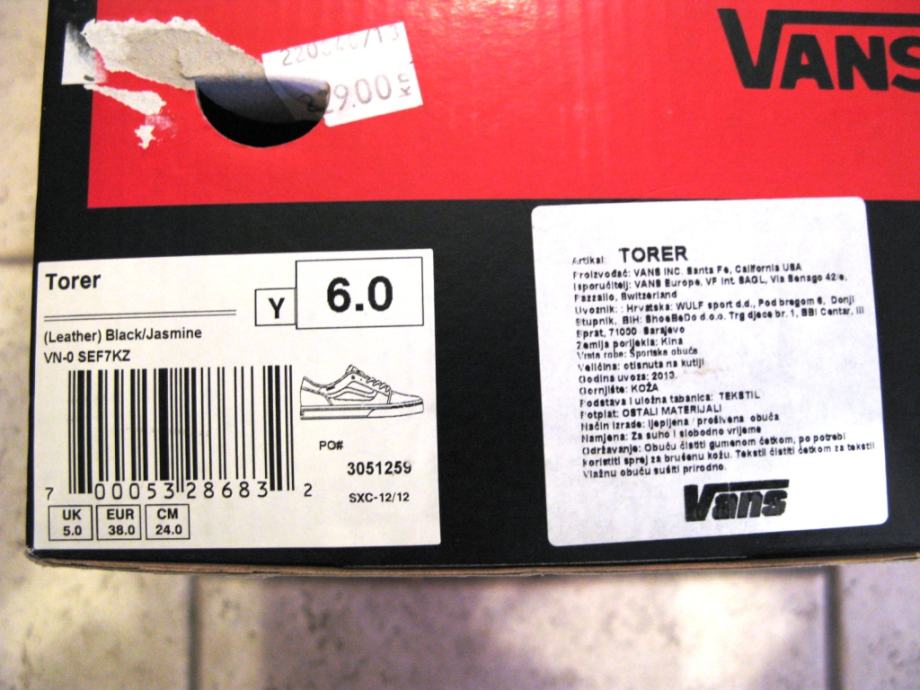 VANS
9.00 Kn
Torer
Y
6.0
(Leather) Black/Jasmine
VN-0 SEF7KZ
PO#
3051259
SXC-12/12
7 00053 28683 2
UK EUR CM
5.0 38.0 24.0
Artikal: TORER
Proizvođač: VANS INC. Santa Fe, California USA
Isporučitelj: VANS Europe, VF Int. SAGL, Via Senago 42/e,
Pazzallo, Switzerland
Uvoznik: : Hrvatska: WULF sport d.d., Pod bregom 6, Donji
Stupnik, BIH: ShoeBeDo d.o.o. Trg djece br. 1, BBI Centar, III
Sprat, 71000 Sarajevo
Zemlja porijekla: Kina
Vrsta robe: Sportska obuća
Veličina: otisnuta na kutiji
Godina uvoza: 2013.
Gornjište: KOŽA
Podstava i uložna tabanica: TEKSTIL
Potplat: OSTALI MATERIJALI
Način izrade: ljepljena / prošivena obuća
Namjena: Za suho i slobodno vrijeme
Održavanje: Obuću čistiti gumenom četkom, po potrebi
koristiti sprej za brušenu kožu. Tekstil čistiti četkom za tekstil
Vlažnu obuću sušiti prirodno.
Vans